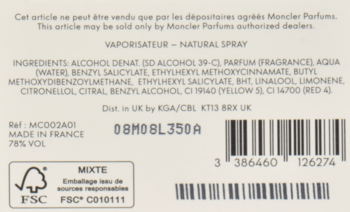 Cet article ne peut être vendu que par les dépositaires agréés Moncler Parfums.
This article may be sold only by Moncler Parfums authorized dealers.
VAPORISATEUR – NATURAL SPRAY
INGREDIENTS: ALCOHOL DENAT. (SD ALCOHOL 39-C), PARFUM (FRAGRANCE), AQUA
(WATER), BENZYL SALICYLATE, ETHYLHEXYL METHOXYCINNAMATE, BUTYL
METHOXYDIBENZOYLMETHANE, ETHYLHEXYL SALICYLATE, BHT, LINALOOL, LIMONENE,
CITRONELLOL, CITRAL, BENZYL ALCOHOL, CI 19140 (YELLOW 5), CI 14700 (RED 4).
Dist. in UK by KGA/CBL KT13 8RX UK
Réf : MC002A01
MADE IN FRANCE
78% VOL
08M08L350A
3 386460 126274
FSC
MIXTE
Emballage issu de
sources responsables
FSC® C010111